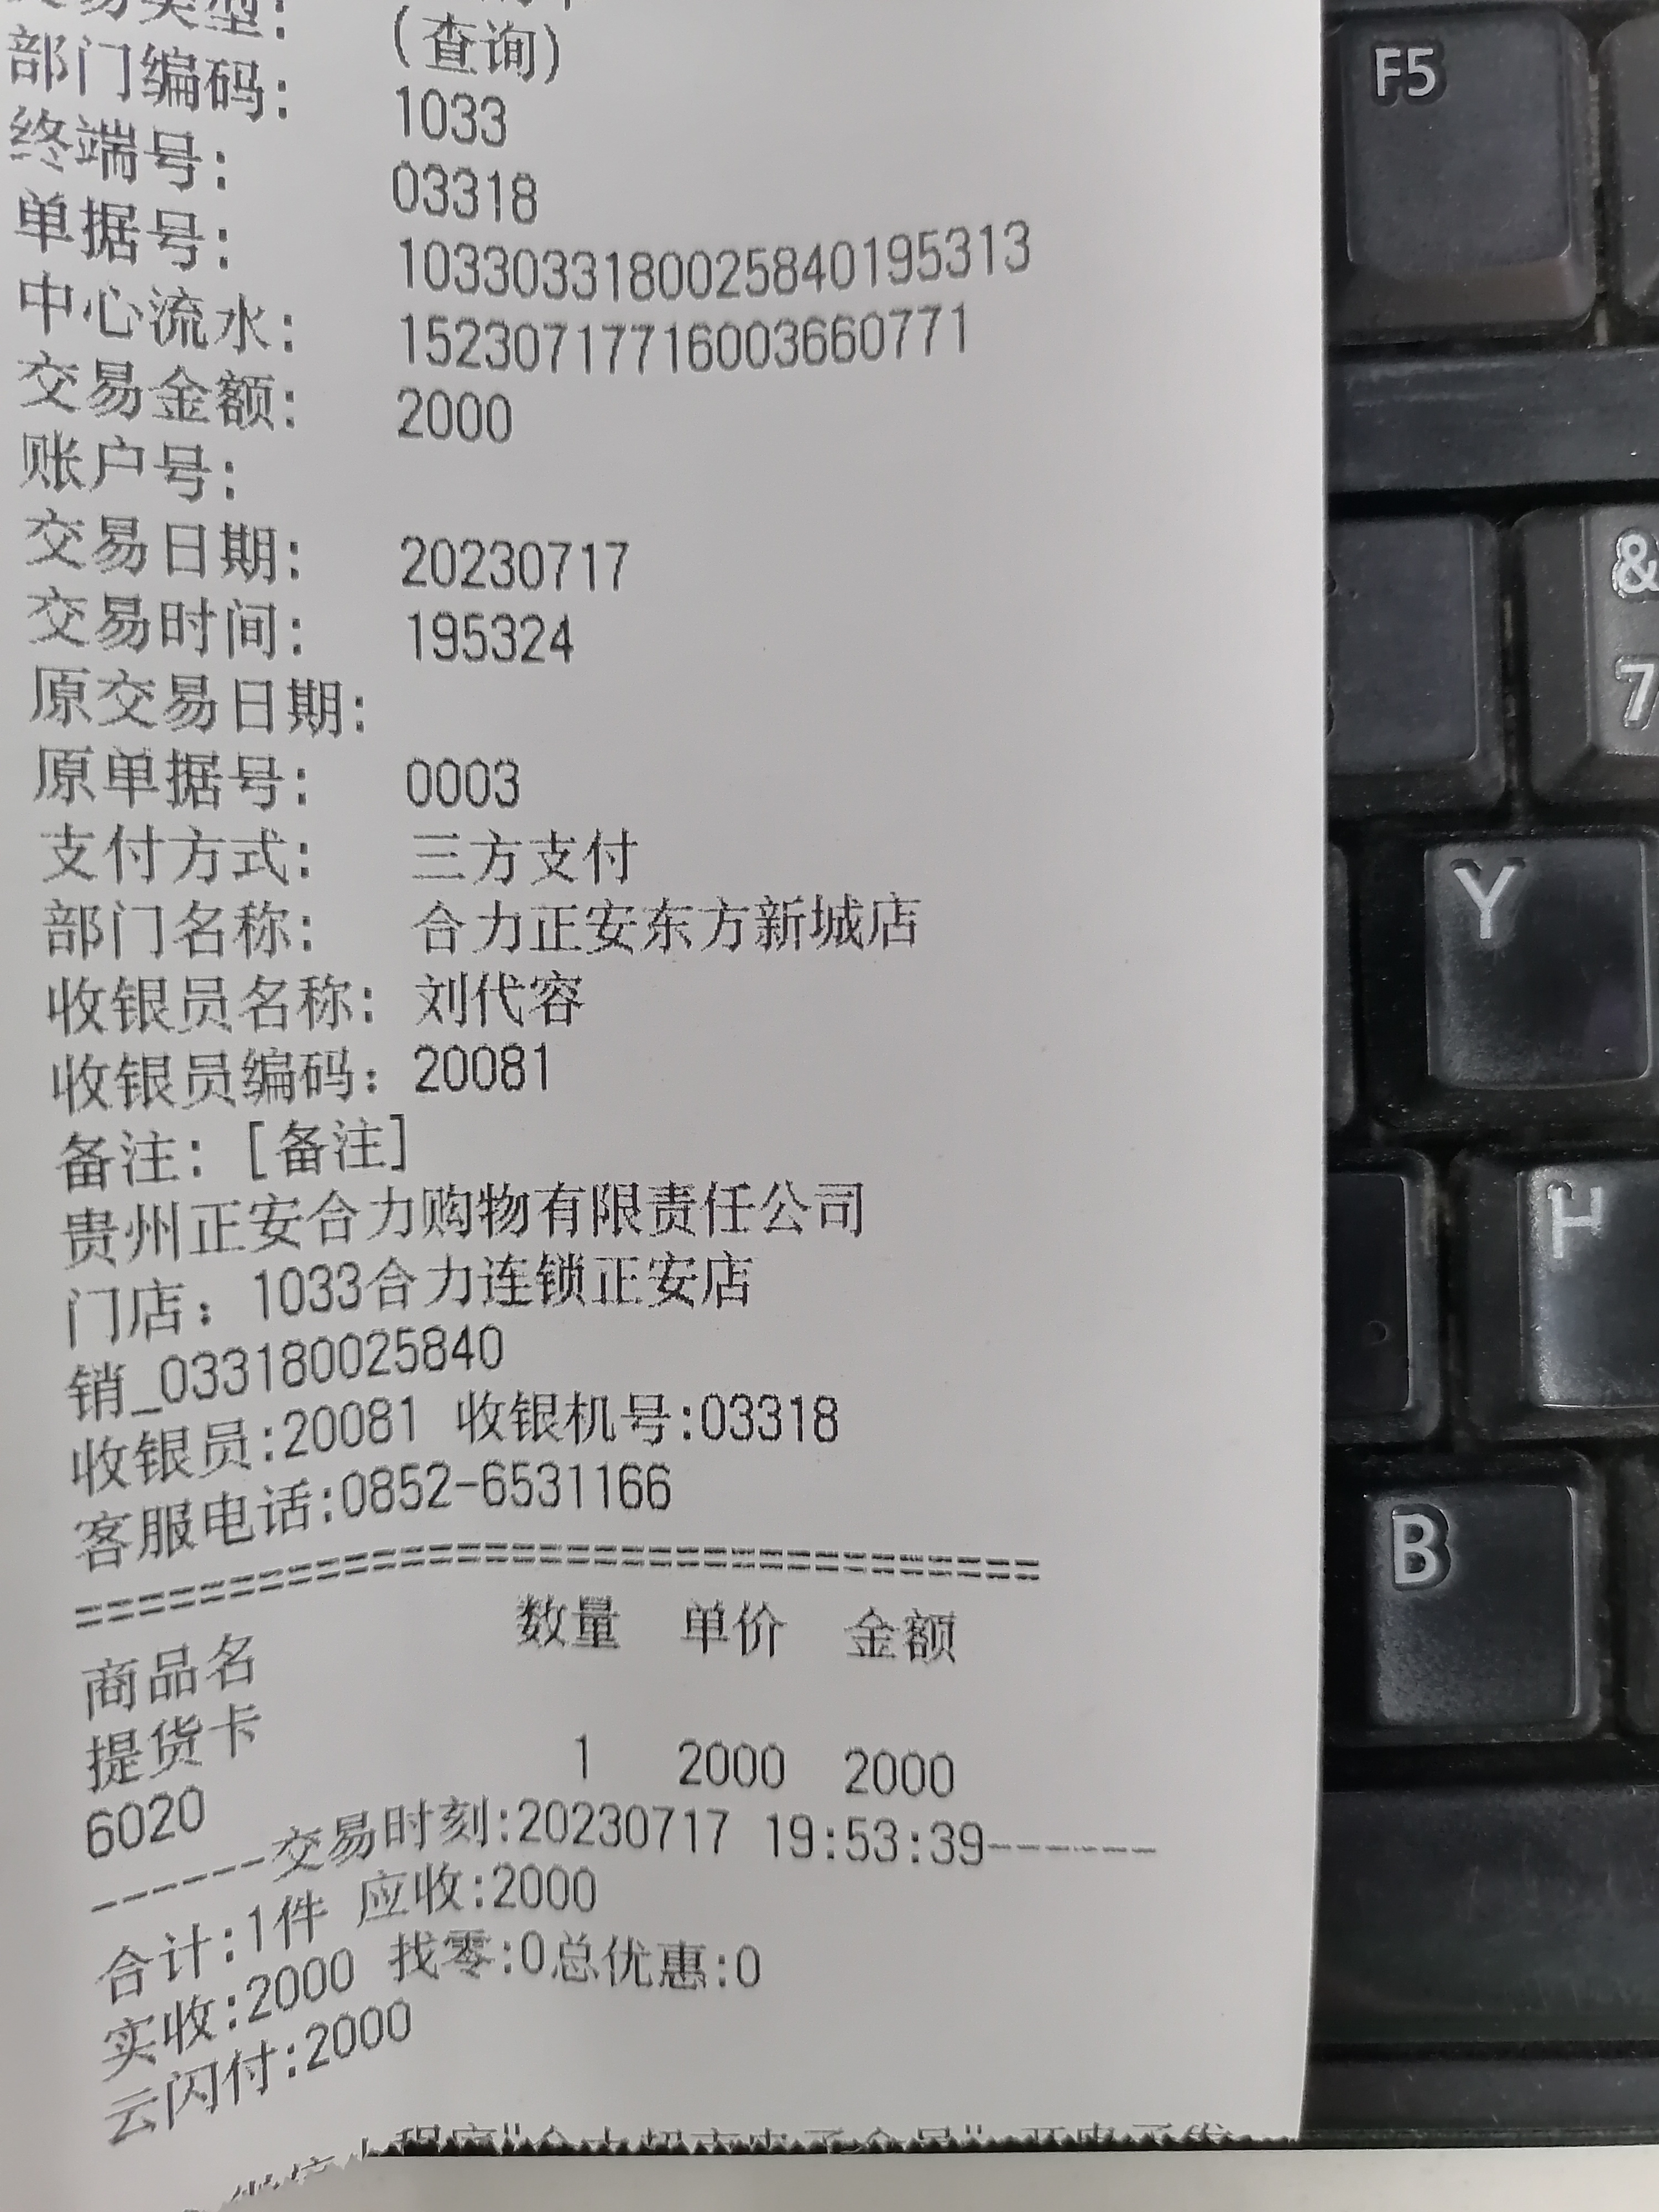 交易类型:
(查询)
部门编码: 1033
终端号: 03318
单据号: 1033033180025840195313
中心流水: 15230717716003660771
交易金额: 2000
账户号:
交易日期: 20230717
交易时间: 195324
原交易日期:
原单据号: 0003
支付方式: 三方支付
部门名称: 合力正安东方新城店
收银员名称: 刘代容
收银员编码: 20081
备注: [备注]
贵州正安合力购物有限责任公司
门店: 1033合力连锁正安店
销_033180025840
收银员:20081 收银机号:03318
客服电话:0852-6531166
===================================
商品名 数量 单价 金额
提货卡
6020 1 2000 2000
------交易时刻:20230717 19:53:39------
合计:1件 应收:2000
实收:2000 找零:0总优惠:0
云闪付:2000
F5
&
7
Y
H
B